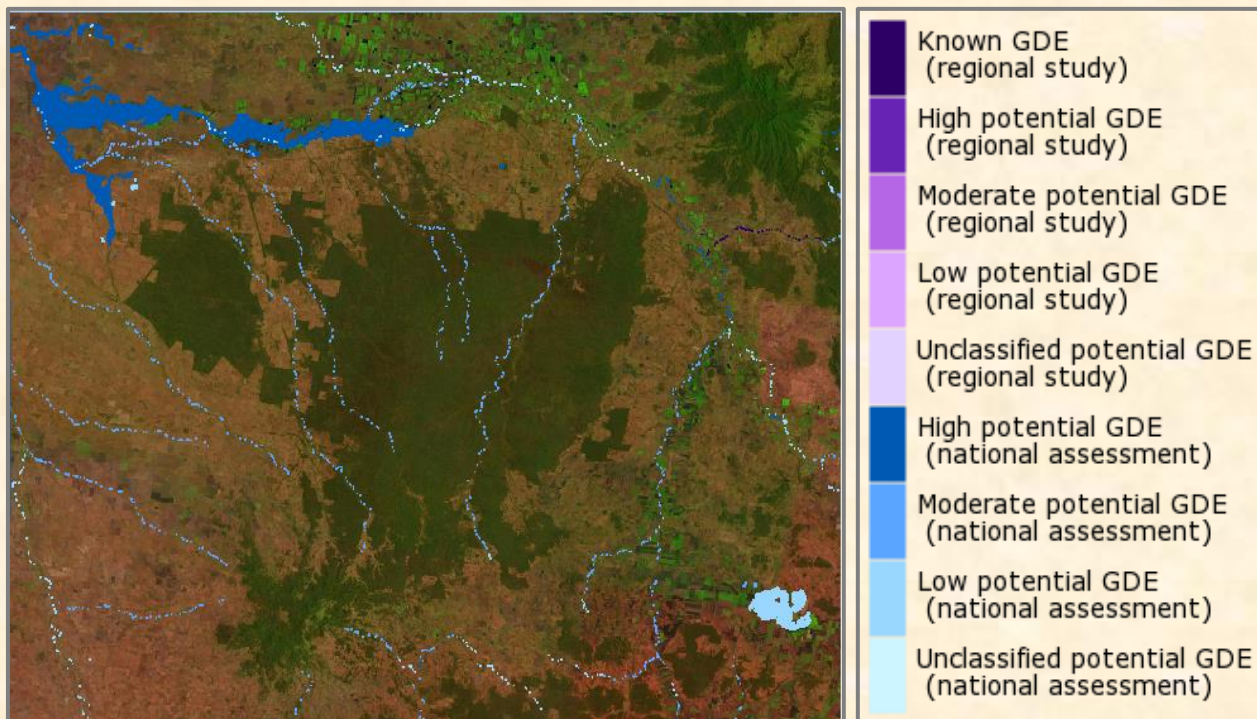 Known GDE
(regional study)
High potential GDE
(regional study)
Moderate potential GDE
(regional study)
Low potential GDE
(regional study)
Unclassified potential GDE
(regional study)
High potential GDE
(national assessment)
Moderate potential GDE
(national assessment)
Low potential GDE
(national assessment)
Unclassified potential GDE
(national assessment)